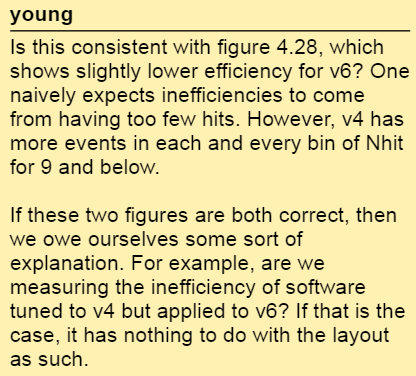 young
Is this consistent with figure 4.28, which
shows slightly lower efficiency for v6? One
naively expects inefficiencies to come
from having too few hits. However, v4 has
more events in each and every bin of Nhit
for 9 and below.
If these two figures are both correct, then
we owe ourselves some sort of
explanation. For example, are we
measuring the inefficiency of software
tuned to v4 but applied to v6? If that is the
case, it has nothing to do with the layout
as such.